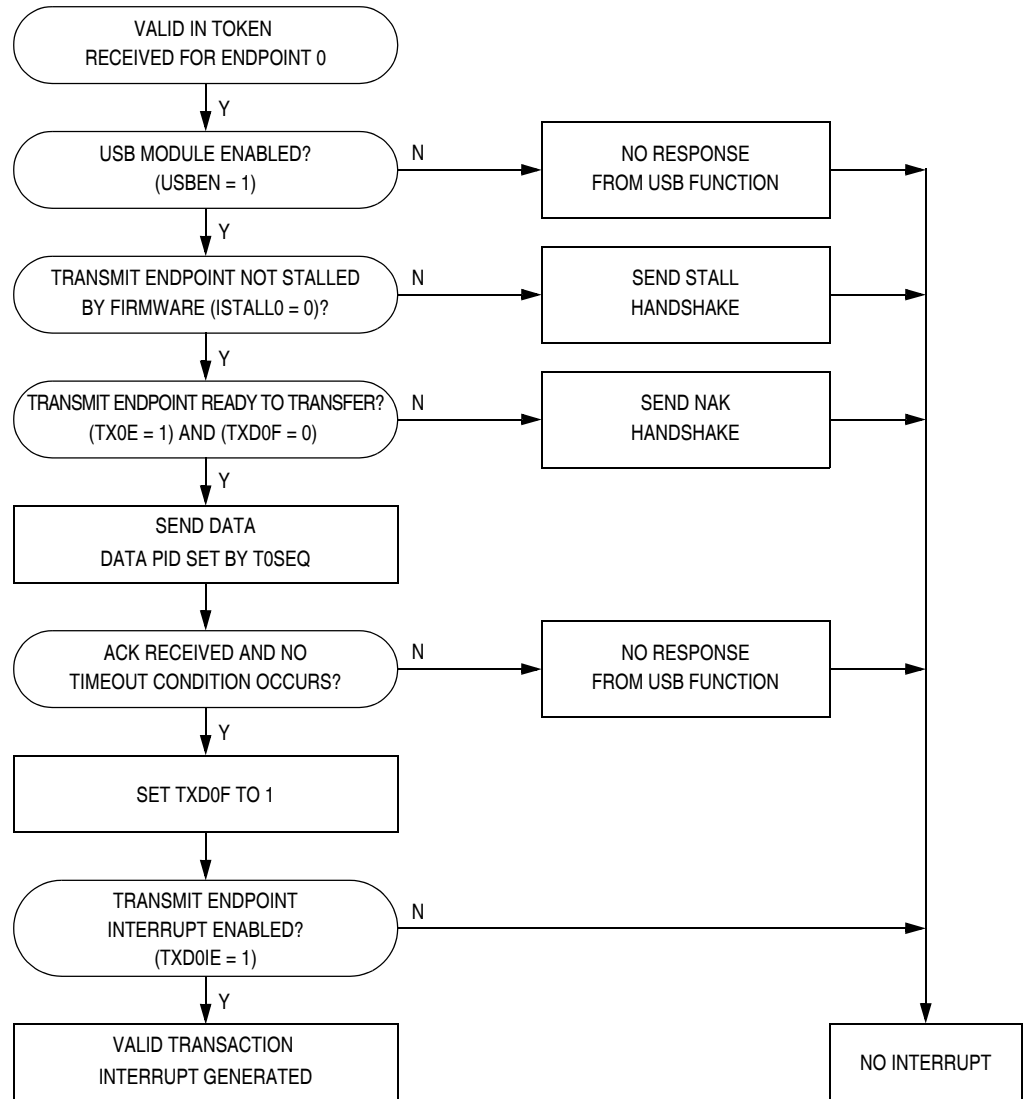 VALID IN TOKEN
RECEIVED FOR ENDPOINT 0
Y
USB MODULE ENABLED?
(USBEN = 1)
N
NO RESPONSE
FROM USB FUNCTION
Y
TRANSMIT ENDPOINT NOT STALLED
BY FIRMWARE (ISTALL0 = 0)?
N
SEND STALL
HANDSHAKE
Y
TRANSMIT ENDPOINT READY TO TRANSFER?
(TX0E = 1) AND (TXD0F = 0)
N
SEND NAK
HANDSHAKE
Y
SEND DATA
DATA PID SET BY T0SEQ
ACK RECEIVED AND NO
TIMEOUT CONDITION OCCURS?
N
NO RESPONSE
FROM USB FUNCTION
Y
SET TXD0F TO 1
TRANSMIT ENDPOINT
INTERRUPT ENABLED?
(TXD0IE = 1)
N
Y
VALID TRANSACTION
INTERRUPT GENERATED
NO INTERRUPT